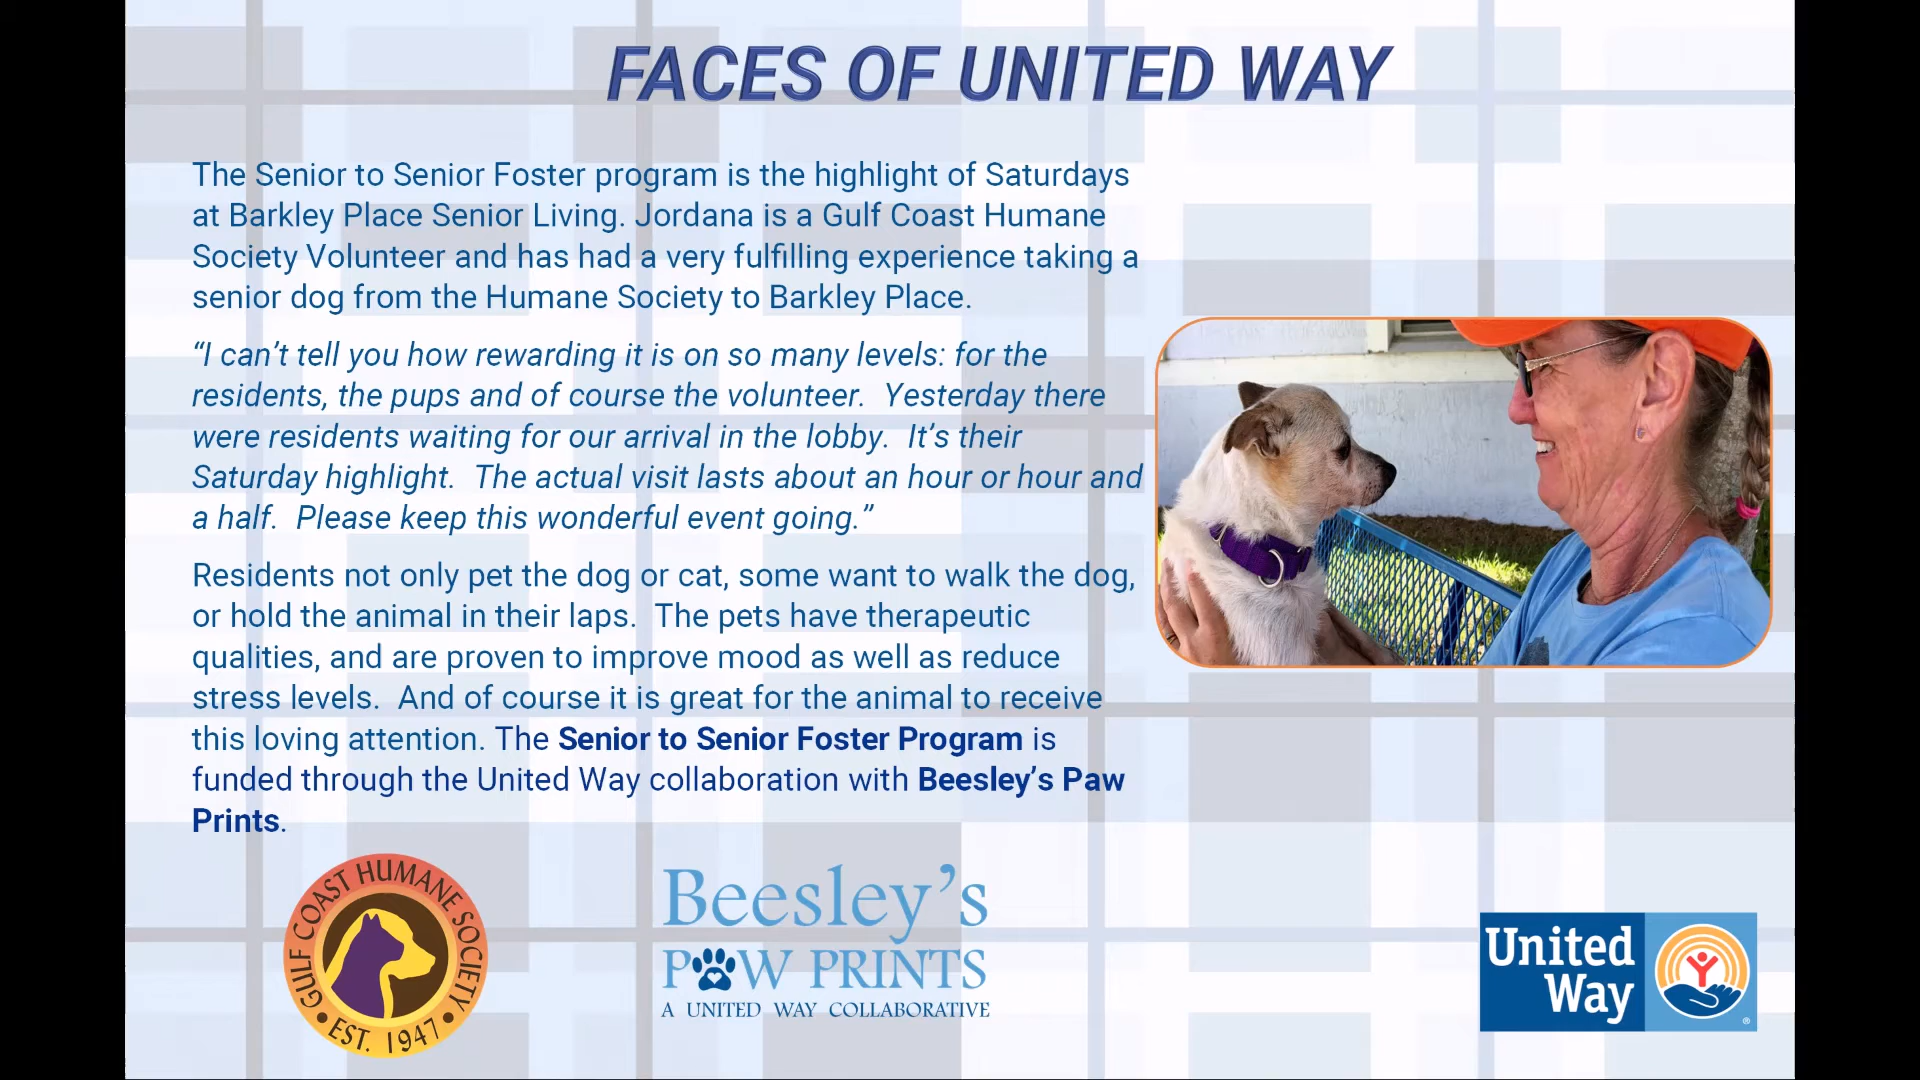 FACES OF UNITED WAY
The Senior to Senior Foster program is the highlight of Saturdays
at Barkley Place Senior Living. Jordana is a Gulf Coast Humane
Society Volunteer and has had a very fulfilling experience taking a
senior dog from the Humane Society to Barkley Place.
“I can’t tell you how rewarding it is on so many levels: for the
residents, the pups and of course the volunteer.  Yesterday there
were residents waiting for our arrival in the lobby.  It’s their
Saturday highlight.  The actual visit lasts about an hour or hour and
a half.  Please keep this wonderful event going.”
Residents not only pet the dog or cat, some want to walk the dog,
or hold the animal in their laps.  The pets have therapeutic
qualities, and are proven to improve mood as well as reduce
stress levels.  And of course it is great for the animal to receive
this loving attention. The Senior to Senior Foster Program is
funded through the United Way collaboration with Beesley’s Paw
Prints.
GULF COAST HUMANE SOCIETY
• EST. 1947 •
Beesley’s
PAW PRINTS
A UNITED WAY COLLABORATIVE
United
Way
®